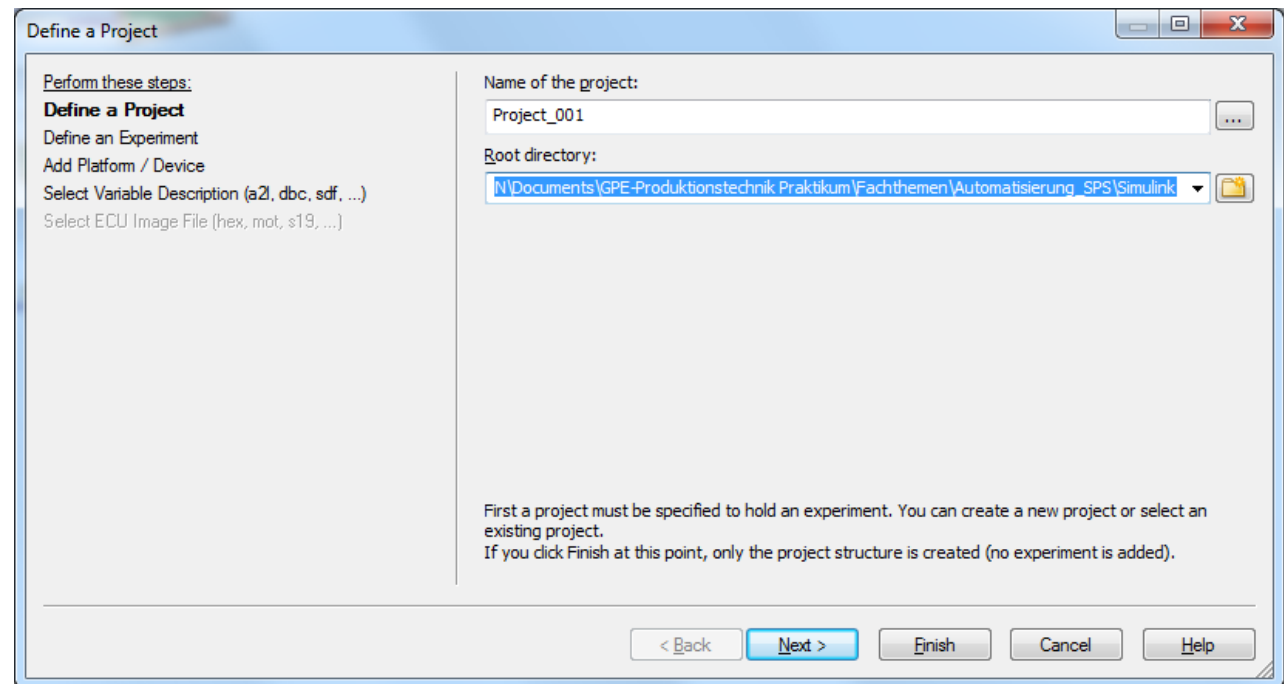 Define a Project
Perform these steps:
Define a Project
Define an Experiment
Add Platform / Device
Select Variable Description (a2l, dbc, sdf, ...)
Select ECU Image File (hex, mot, s19, ...)
Name of the project:
Project_001
...
Root directory:
N\Documents\GPE-Produktionstechnik Praktikum\Fachthemen\Automatisierung_SPS\Simulink
First a project must be specified to hold an experiment. You can create a new project or select an
existing project.
If you click Finish at this point, only the project structure is created (no experiment is added).
< Back Next > Finish Cancel Help